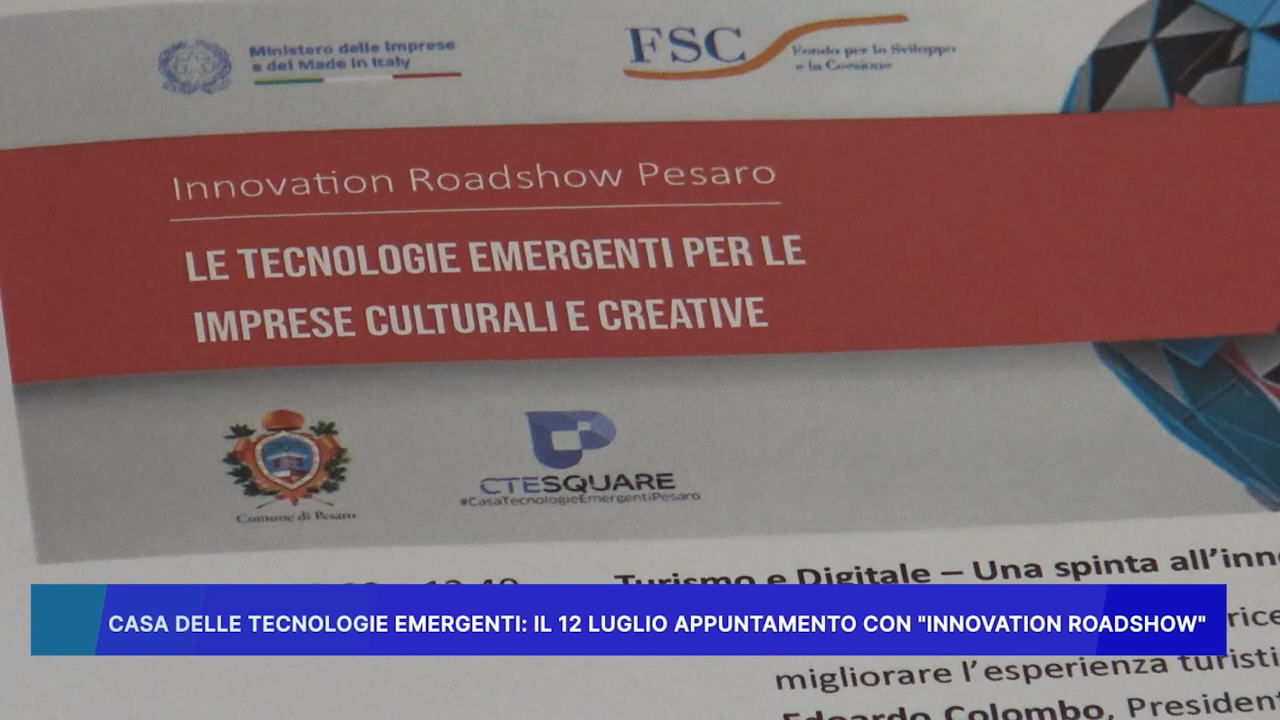 Ministero delle Imprese
e del Made in Italy
FSC
Fondo per lo Sviluppo
e la Coesione
Innovation Roadshow Pesaro
LE TECNOLOGIE EMERGENTI PER LE
IMPRESE CULTURALI E CREATIVE
Comune di Pesaro
CTESQUARE
#CasaTecnologieEmergentiPesaro
Turismo e Digitale – Una spinta all'inn
CASA DELLE TECNOLOGIE EMERGENTI: IL 12 LUGLIO APPUNTAMENTO CON "INNOVATION ROADSHOW"
migliorare l'esperienza turisti
Edoardo Colombo, President